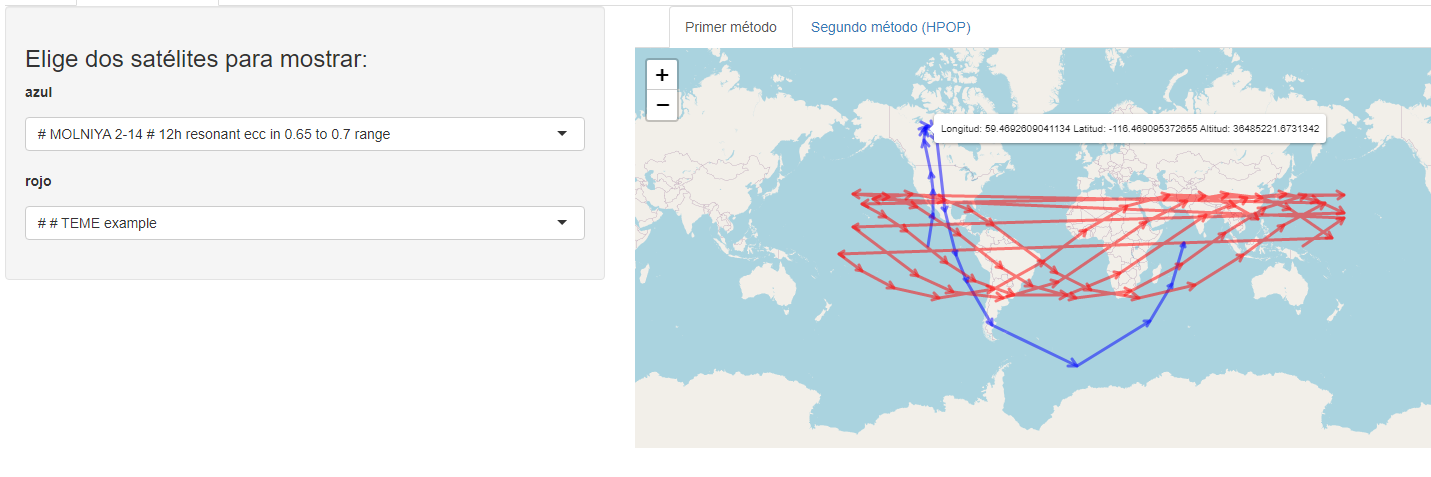 Elige dos satélites para mostrar:
azul
# MOLNIYA 2-14 # 12h resonant ecc in 0.65 to 0.7 range
rojo
# # TEME example
Primer método
Segundo método (HPOP)
+
−
Longitud: 59.4692609041134 Latitud: -116.469095372655 Altitud: 36485221.6731342